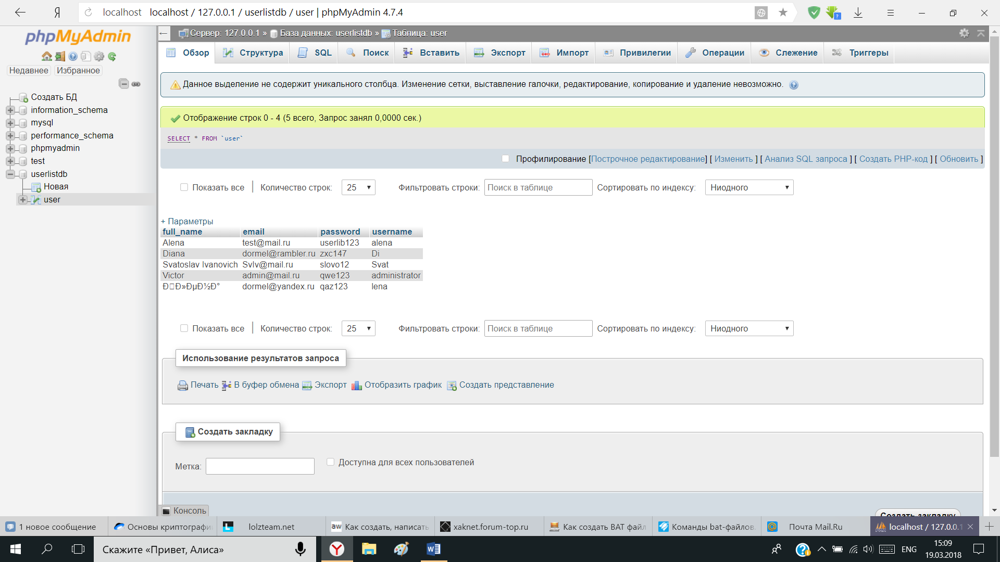 Я localhost localhost / 127.0.0.1 / userlistdb / user | phpMyAdmin 4.7.4
phpMyAdmin
Недавнее Избранное
Создать БД
information_schema
mysql
performance_schema
phpmyadmin
test
userlistdb
Новая
user
← Сервер: 127.0.0.1 » База данных: userlistdb » Таблица: user
Обзор Структура SQL Поиск Вставить Экспорт Импорт Привилегии Операции Слежение Триггеры
Данное выделение не содержит уникального столбца. Изменение сетки, выставление галочки, редактирование, копирование и удаление невозможно.
Отображение строк 0 - 4 (5 всего, Запрос занял 0,0000 сек.)
SELECT * FROM `user`
Профилирование [Построчное редактирование] [ Изменить ] [ Анализ SQL запроса ] [ Создать PHP-код ] [ Обновить ]
Показать все | Количество строк: 25 Фильтровать строки: Поиск в таблице Сортировать по индексу: Ниодного
+ Параметры
full_name email password username
Alena test@mail.ru userlib123 alena
Diana dormel@rambler.ru zxc147 Di
Svatoslav Ivanovich SvIv@mail.ru slovo12 Svat
Victor admin@mail.ru qwe123 administrator
Ð□Ð»ÐµÐ½Ð° dormel@yandex.ru qaz123 lena
Показать все | Количество строк: 25 Фильтровать строки: Поиск в таблице Сортировать по индексу: Ниодного
Использование результатов запроса
Печать В буфер обмена Экспорт Отобразить график Создать представление
Создать закладку
Метка: Доступна для всех пользователей
Консоль
Создать закладку
1 новое сообщение Основы криптографи lolzteam.net aw Как создать, написать xaknet.forum-top.ru Как создать BAT файл Команды bat-файлов. Почта Mail.Ru localhost / 127.0.0.1
Скажите «Привет, Алиса» ENG 15:09
19.03.2018